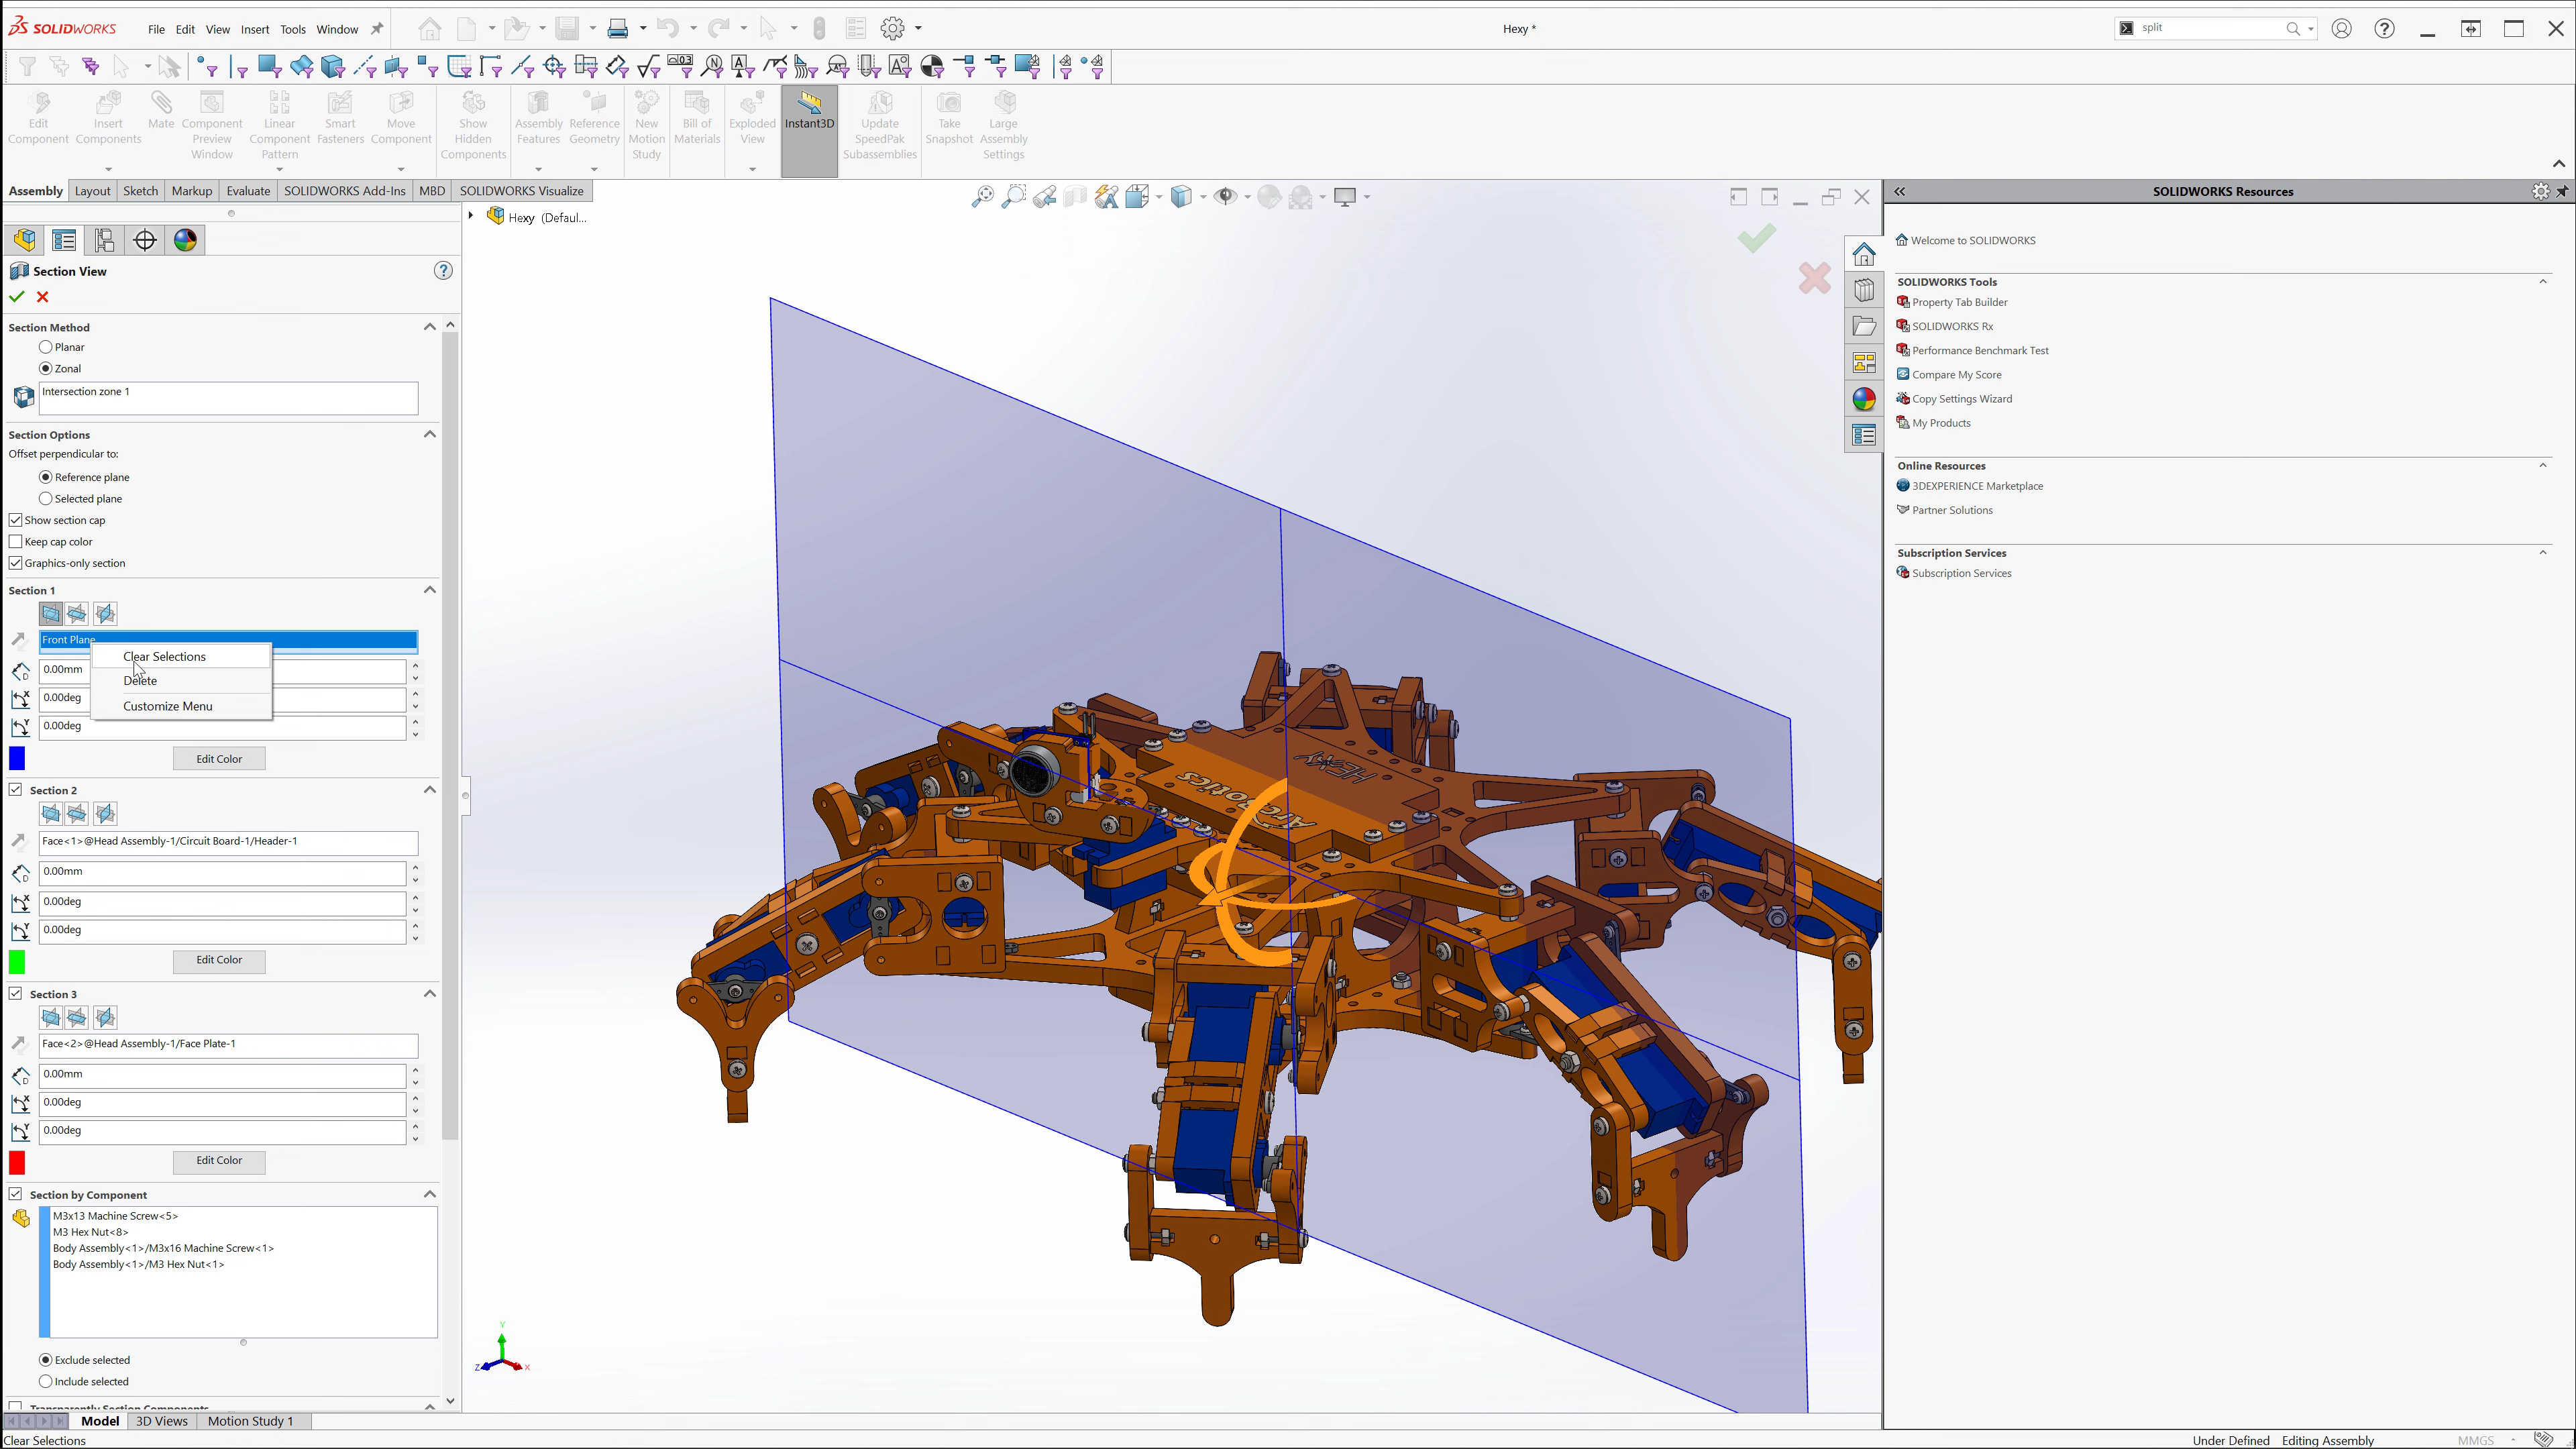 SOLIDWORKS
File Edit View Insert Tools Window
Hexy *
split
Edit Component
Insert Components
Mate
Component Preview Window
Linear Component Pattern
Smart Fasteners
Move Component
Show Hidden Components
Assembly Features
Reference Geometry
New Motion Study
Bill of Materials
Exploded View
Instant3D
Update SpeedPak Subassemblies
Take Snapshot
Large Assembly Settings
Assembly Layout Sketch Markup Evaluate SOLIDWORKS Add-Ins MBD SOLIDWORKS Visualize
Hexy (Defaul...
Section View
Section Method
Planar
Zonal
Intersection zone 1
Section Options
Offset perpendicular to:
Reference plane
Selected plane
Show section cap
Keep cap color
Graphics-only section
Section 1
Front Plane
Clear Selections
0.00mm
Delete
0.00deg
Customize Menu
0.00deg
Edit Color
Section 2
Face<1>@Head Assembly-1/Circuit Board-1/Header-1
0.00mm
0.00deg
0.00deg
Edit Color
Section 3
Face<2>@Head Assembly-1/Face Plate-1
0.00mm
0.00deg
0.00deg
Edit Color
Section by Component
M3x13 Machine Screw<5>
M3 Hex Nut<8>
Body Assembly<1>/M3x16 Machine Screw<1>
Body Assembly<1>/M3 Hex Nut<1>
Exclude selected
Include selected
Transparently Section Components
Model 3D Views Motion Study 1
Clear Selections
HEXY
Y
Z
X
SOLIDWORKS Resources
Welcome to SOLIDWORKS
SOLIDWORKS Tools
Property Tab Builder
SOLIDWORKS Rx
Performance Benchmark Test
Compare My Score
Copy Settings Wizard
My Products
Online Resources
3DEXPERIENCE Marketplace
Partner Solutions
Subscription Services
Subscription Services
Under Defined Editing Assembly MMGS